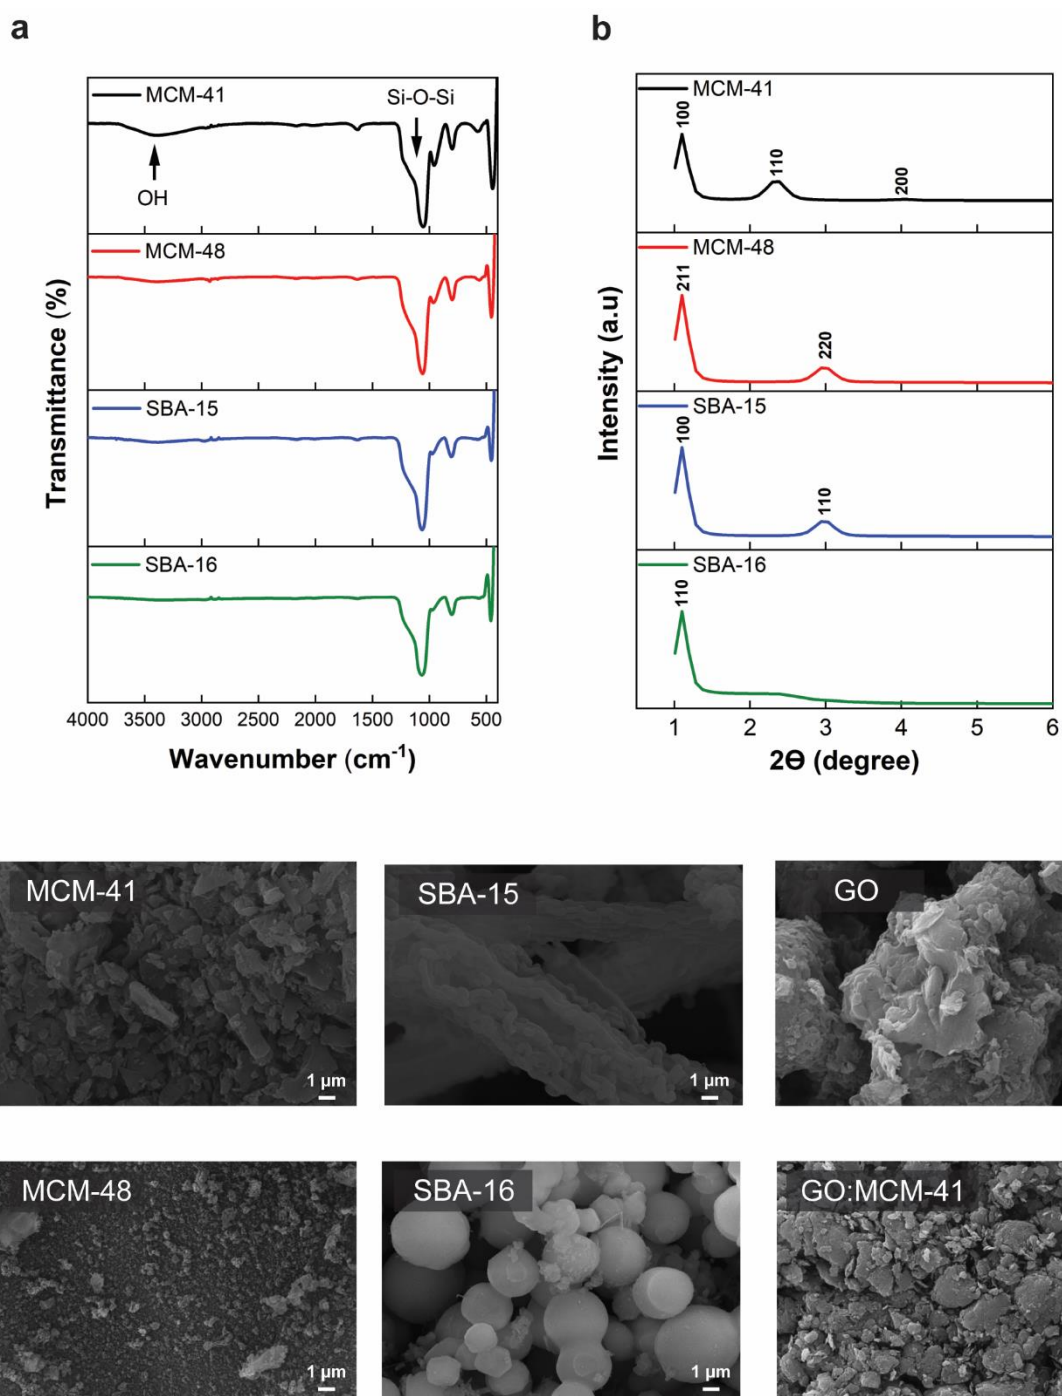 a
MCM-41
Si-O-Si
OH
MCM-48
SBA-15
SBA-16
Transmittance (%)
4000 3500 3000 2500 2000 1500 1000 500
Wavenumber (cm⁻¹)
b
MCM-41
100
110
200
MCM-48
211
220
SBA-15
100
110
SBA-16
110
Intensity (a.u)
1 2 3 4 5 6
2Θ (degree)
MCM-41
1 µm
SBA-15
1 µm
GO
MCM-48
1 µm
SBA-16
1 µm
GO:MCM-41